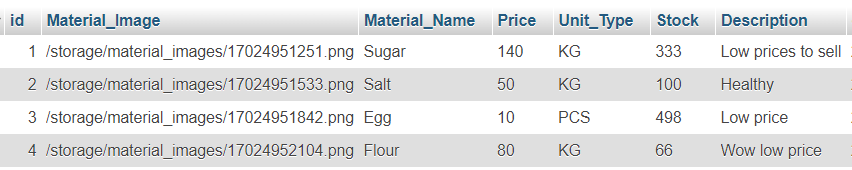 id Material_Image Material_Name Price Unit_Type Stock Description
1 /storage/material_images/17024951251.png Sugar 140 KG 333 Low prices to sell
2 /storage/material_images/17024951533.png Salt 50 KG 100 Healthy
3 /storage/material_images/17024951842.png Egg 10 PCS 498 Low price
4 /storage/material_images/17024952104.png Flour 80 KG 66 Wow low price